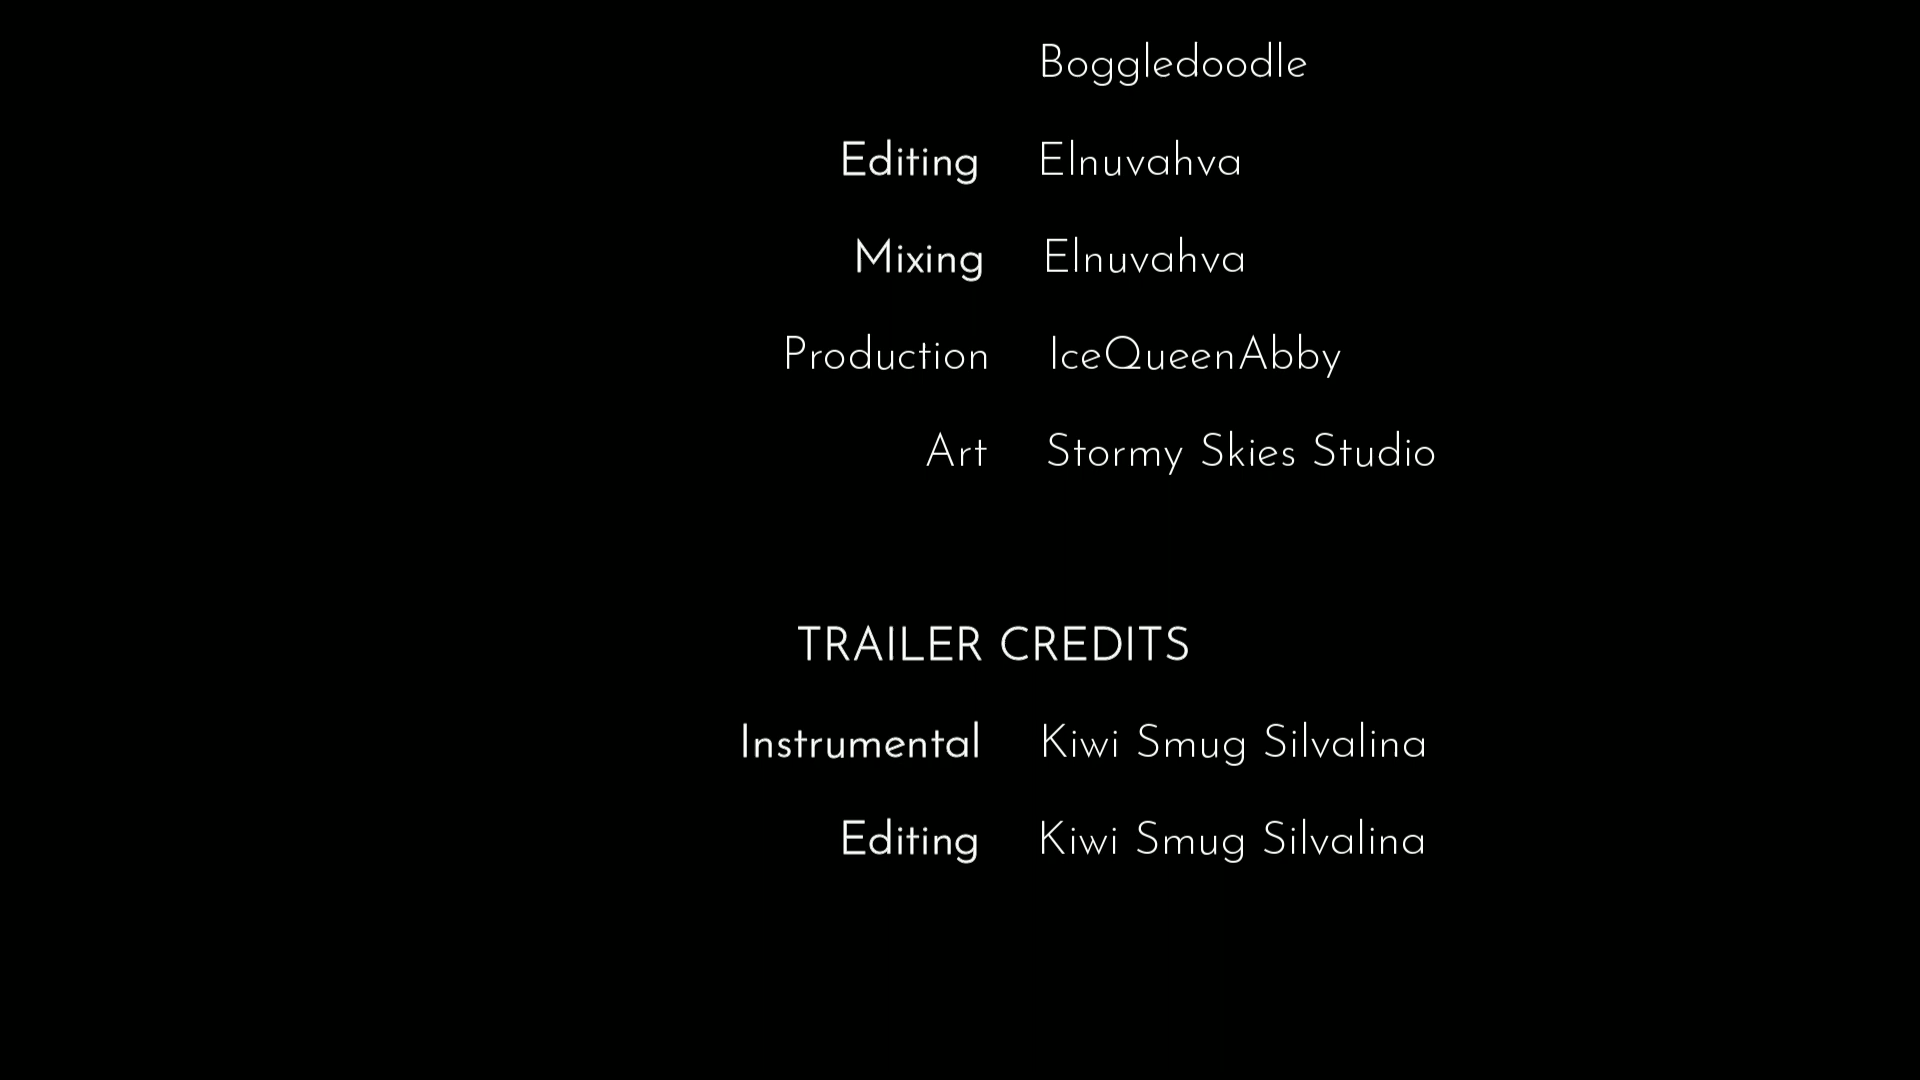 Boggledoodle
Editing Elnuvahva
Mixing Elnuvahva
Production IceQueenAbby
Art Stormy Skies Studio
TRAILER CREDITS
Instrumental Kiwi Smug Silvalina
Editing Kiwi Smug Silvalina